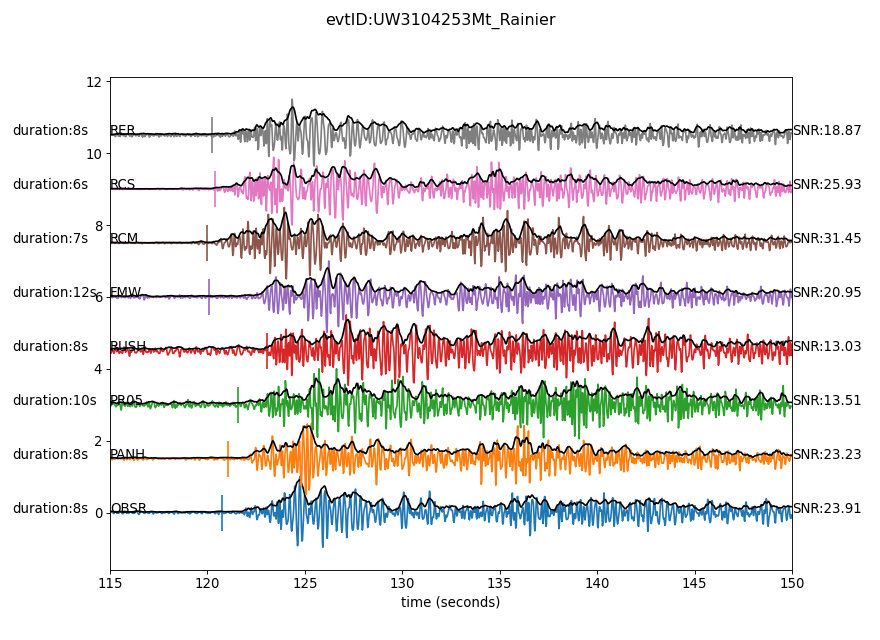 evtID:UW3104253Mt_Rainier
12
duration:8s RER SNR:18.87
10
duration:6s RCS SNR:25.93
8
duration:7s RCM SNR:31.45
duration:12s FMW SNR:20.95
6
duration:8s RUSH SNR:13.03
4
duration:10s PR05 SNR:13.51
2
duration:8s PANH SNR:23.23
duration:8s OBSR SNR:23.91
0
115 120 125 130 135 140 145 150
time (seconds)